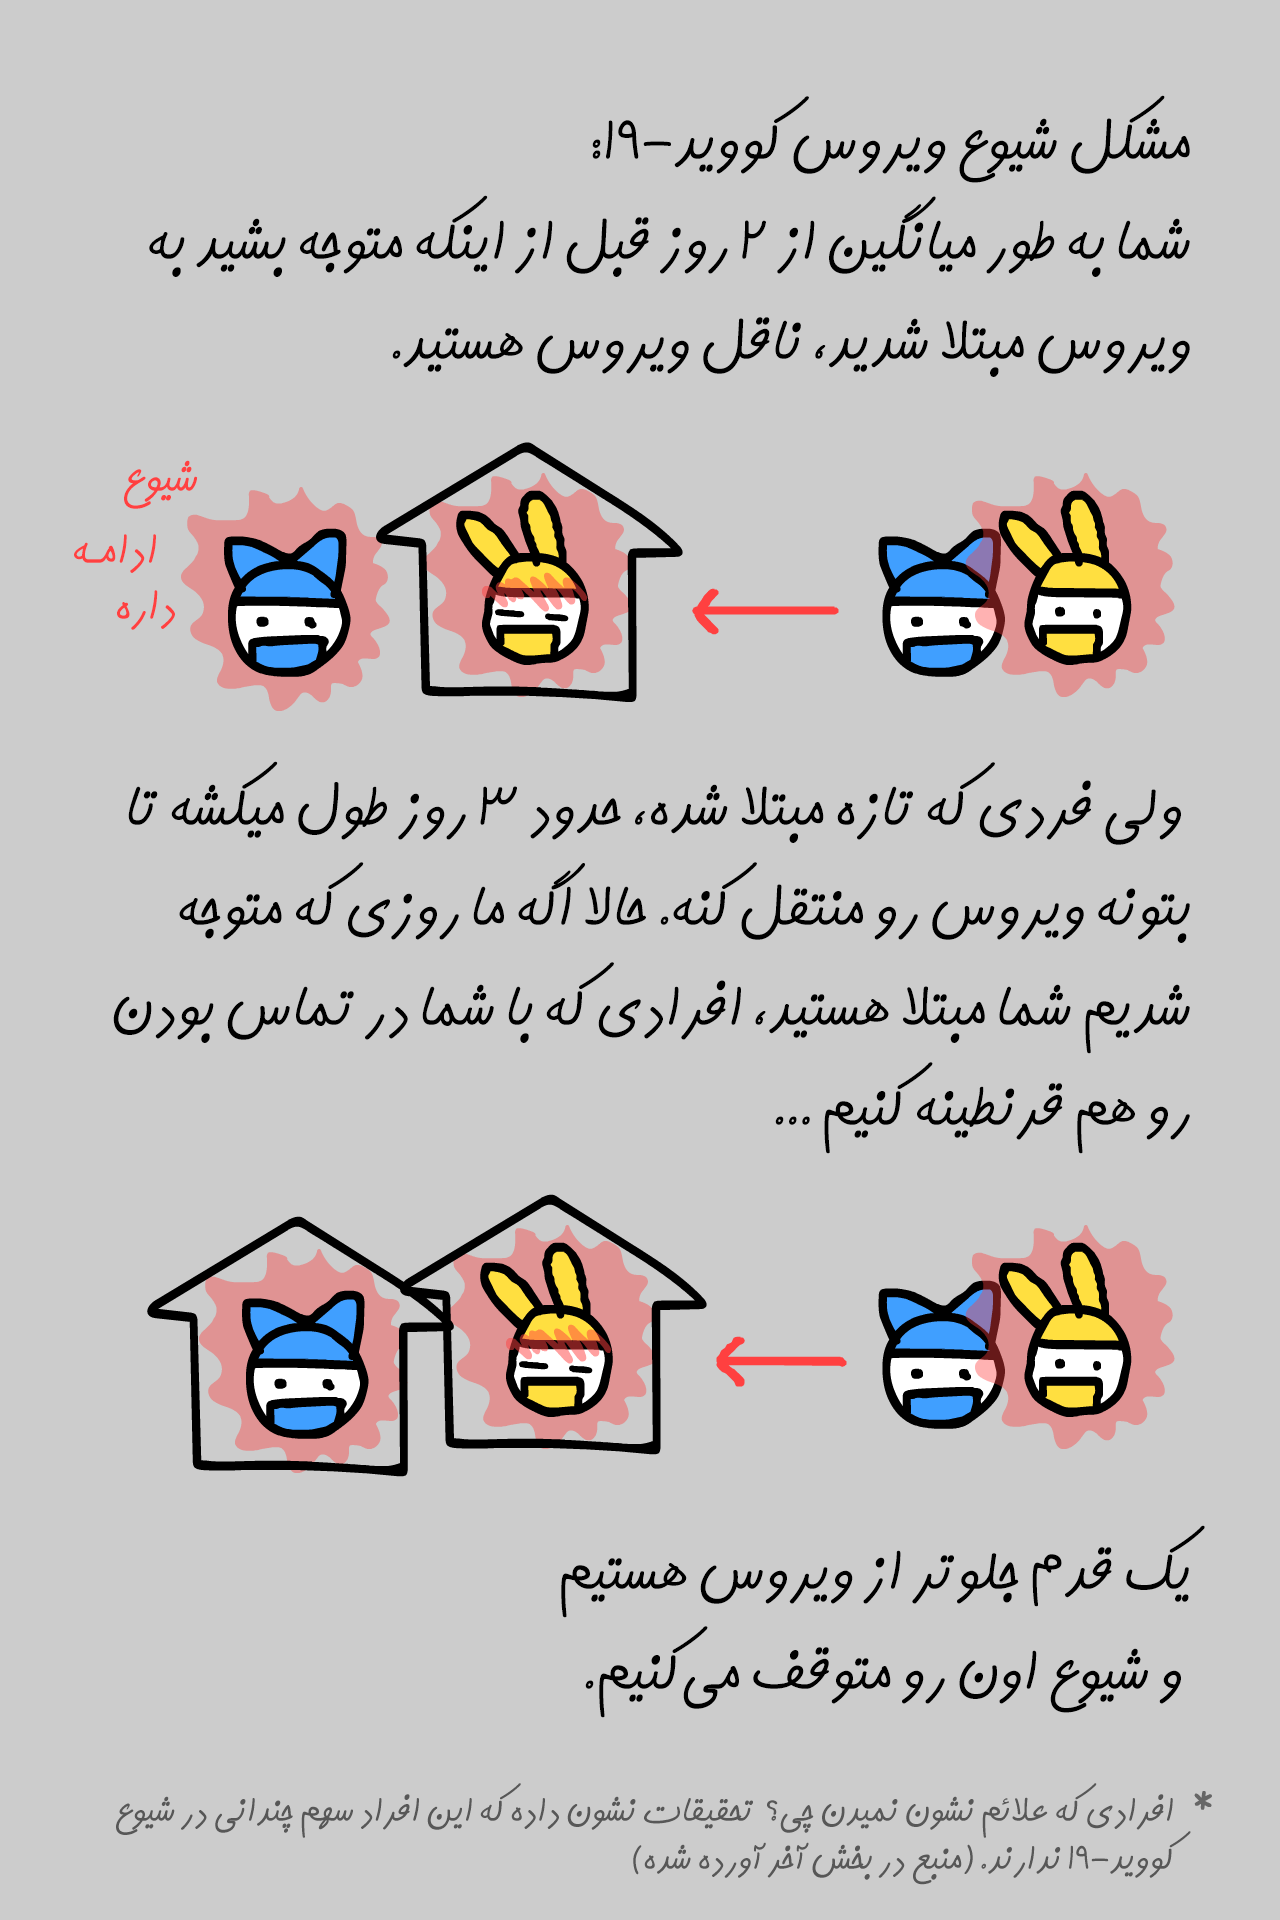 مشکل شیوع ویروس کووید-۱۹:
شما به طور میانگین از ۲ روز قبل از اینکه متوجه بشید به
ویروس مبتلا شدید، ناقل ویروس هستید.
شیوع
ادامه
داره
ولی فردی که تازه مبتلا شده، حدود ۳ روز طول میکشه تا
بتونه ویروس رو منتقل کنه. حالا اگه ما روزی که متوجه
شدیم شما مبتلا هستید، افرادی که با شما در تماس بودن
رو هم قرنطینه کنیم ...
یک قدم جلوتر از ویروس هستیم
و شیوع اون رو متوقف می‌کنیم.
* افرادی که علائم نشون نمیدن چی؟ تحقیقات نشون داده که این افراد سهم چندانی در شیوع
کووید-۱۹ ندارند. (منبع در بخش آخر آورده شده)